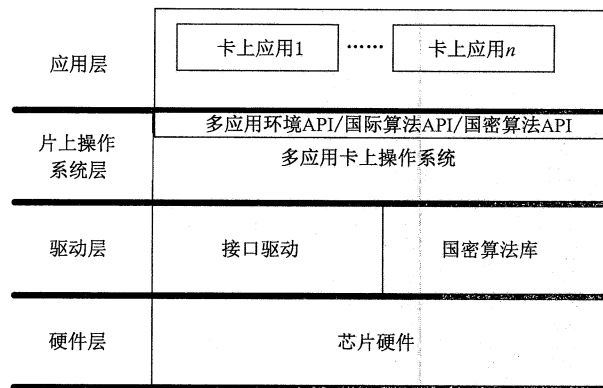 应用层
卡上应用1 …… 卡上应用n
多应用环境API/国际算法API/国密算法API
片上操作
系统层
多应用卡上操作系统
驱动层
接口驱动
国密算法库
硬件层
芯片硬件